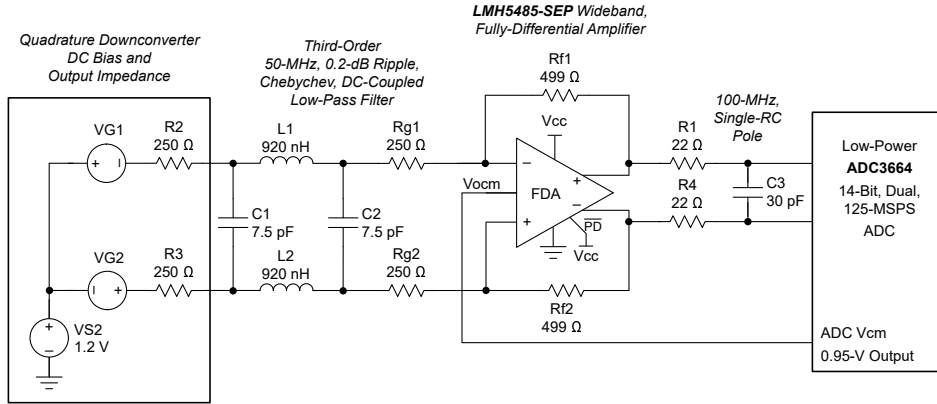 LMH5485-SEP Wideband,
Fully-Differential Amplifier
Quadrature Downconverter
DC Bias and
Output Impedance
Third-Order
50-MHz, 0.2-dB Ripple,
Chebychev, DC-Coupled
Low-Pass Filter
Rf1
499 Ω
100-MHz,
Single-RC
Pole
VG1
+
–
R2
250 Ω
L1
920 nH
Rg1
250 Ω
Vcc
R1
22 Ω
Low-Power
ADC3664
14-Bit, Dual,
125-MSPS
ADC
–
+
Vocm
FDA
–
+
PD
Vcc
C1
7.5 pF
C2
7.5 pF
R4
22 Ω
C3
30 pF
VG2
–
+
R3
250 Ω
L2
920 nH
Rg2
250 Ω
Rf2
499 Ω
+
–
VS2
1.2 V
ADC Vcm
0.95-V Output